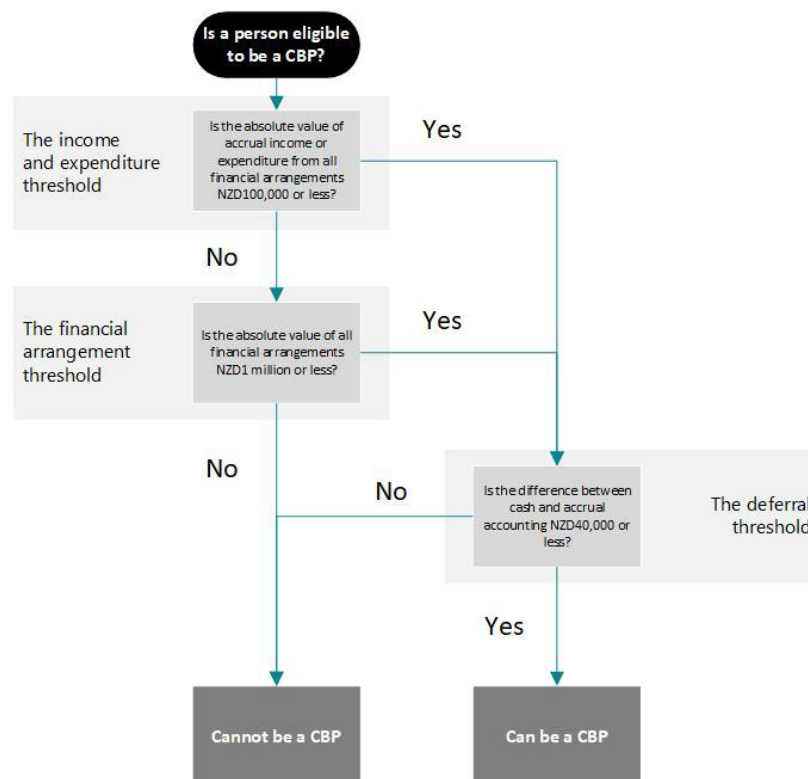 Is a person eligible
to be a CBP?
The income
and expenditure
threshold
Is the absolute value of
accrual income or
expenditure from all
financial arrangements
NZD100,000 or less?
Yes
No
The financial
arrangement
threshold
Is the absolute value of all
financial arrangements
NZD1 million or less?
Yes
No
No
Is the difference between
cash and accrual
accounting NZD40,000 or
less?
The deferral
threshold
Yes
Cannot be a CBP
Can be a CBP